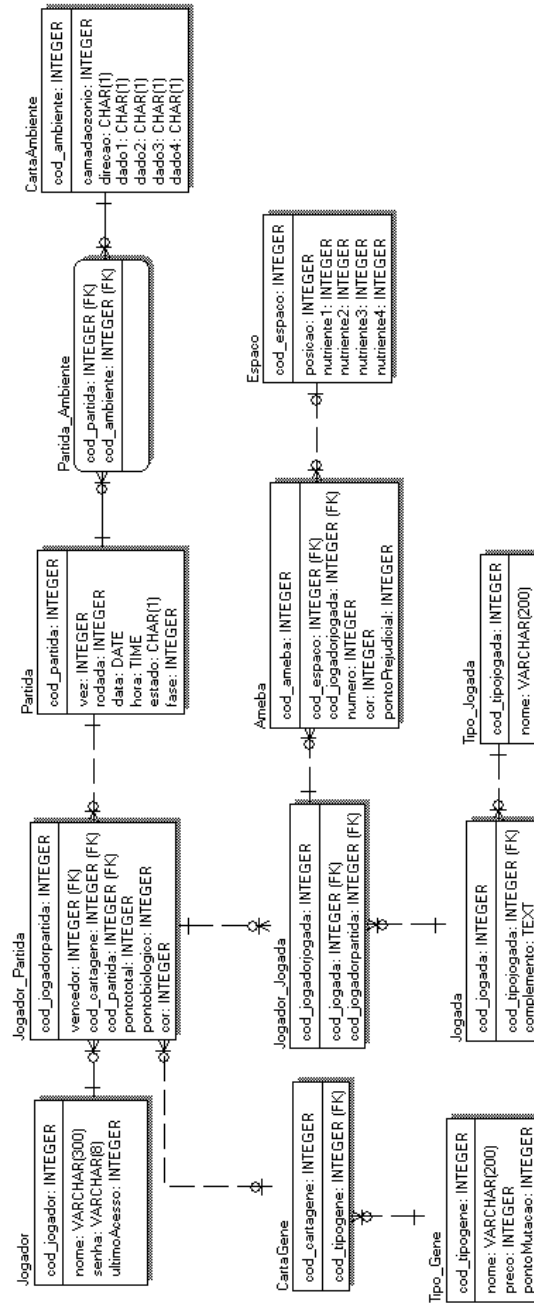 Jogador
cod_jogador: INTEGER
nome: VARCHAR(300)
senha: VARCHAR(8)
ultimoAcesso: INTEGER
Jogador_Partida
cod_jogadorpartida: INTEGER
vencedor: INTEGER (FK)
cod_cartagene: INTEGER (FK)
cod_partida: INTEGER (FK)
pontototal: INTEGER
pontobiologico: INTEGER
cor: INTEGER
Partida
cod_partida: INTEGER
vez: INTEGER
rodada: INTEGER
data: DATE
hora: TIME
estado: CHAR(1)
fase: INTEGER
Partida_Ambiente
cod_partida: INTEGER (FK)
cod_ambiente: INTEGER (FK)
CartaAmbiente
cod_ambiente: INTEGER
camadaozonio: INTEGER
direcao: CHAR(1)
dado1: CHAR(1)
dado2: CHAR(1)
dado3: CHAR(1)
dado4: CHAR(1)
CartaGene
cod_cartagene: INTEGER
cod_tipogene: INTEGER (FK)
Jogador_Jogada
cod_jogadorjogada: INTEGER
cod_jogada: INTEGER (FK)
cod_jogadorpartida: INTEGER (FK)
Ameba
cod_ameba: INTEGER
cod_espaco: INTEGER (FK)
cod_jogadorjogada: INTEGER (FK)
numero: INTEGER
cor: INTEGER
pontoPrejudicial: INTEGER
Espaco
cod_espaco: INTEGER
posicao: INTEGER
nutriente1: INTEGER
nutriente2: INTEGER
nutriente3: INTEGER
nutriente4: INTEGER
Tipo_Gene
cod_tipogene: INTEGER
nome: VARCHAR(200)
preco: INTEGER
pontoMutacao: INTEGER
Jogada
cod_jogada: INTEGER
cod_tipojogada: INTEGER (FK)
complemento: TEXT
Tipo_Jogada
cod_tipojogada: INTEGER
nome: VARCHAR(200)